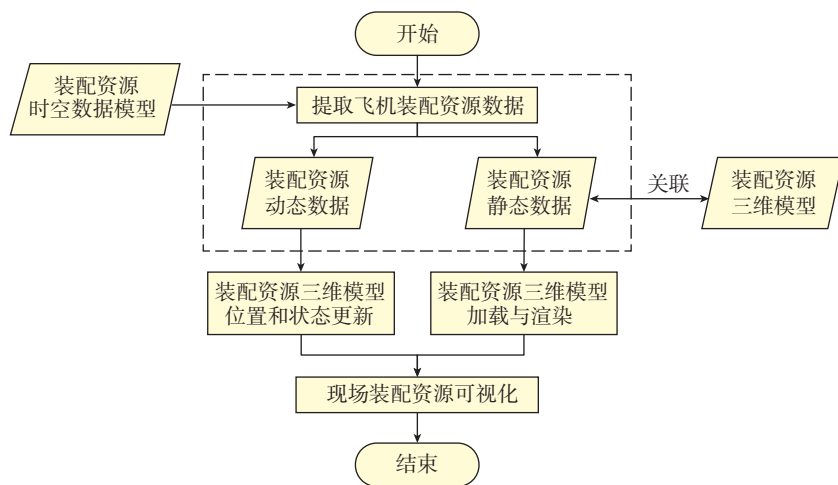 开始
装配资源
时空数据模型
提取飞机装配资源数据
装配资源
动态数据
装配资源
静态数据
关联
装配资源
三维模型
装配资源三维模型
位置和状态更新
装配资源三维模型
加载与渲染
现场装配资源可视化
结束